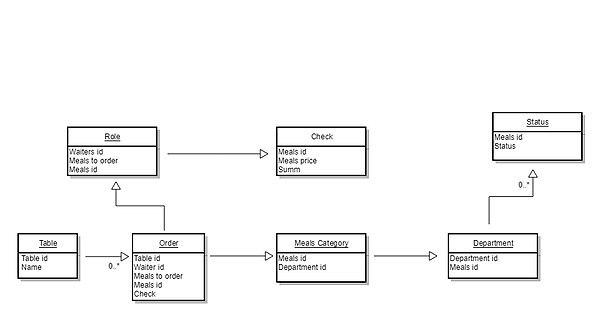 Role
Waiters id
Meals to order
Meals id
Check
Meals id
Meals price
Summ
Status
Meals id
Status
0..*
Table
Table id
Name
0..*
Order
Table id
Waiter id
Meals to order
Meals id
Check
Meals Category
Meals id
Department id
Department
Department id
Meals id